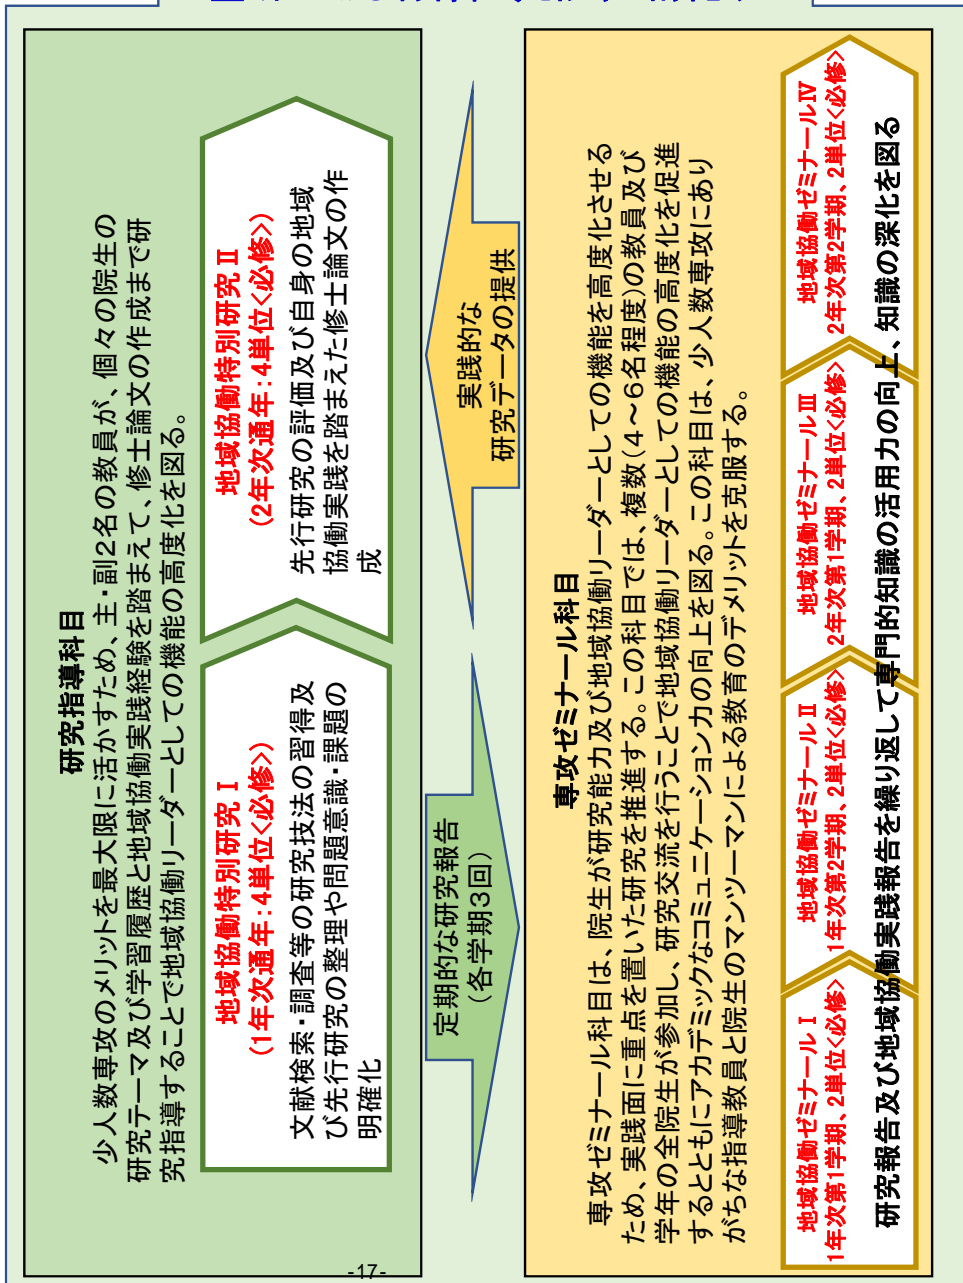 研究指導科目
少人数専攻のメリットを最大限に活かすため、主・副2名の教員が、個々の院生の
研究テーマ及び学習履歴と地域協働実践経験を踏まえて、修士論文の作成まで研
究指導することで地域協働リーダーとしての機能の高度化を図る。
地域協働特別研究Ⅰ
(1年次通年:4単位<必修>)
文献検索・調査等の研究技法の習得及
び先行研究の整理や問題意識・課題の
明確化
地域協働特別研究Ⅱ
(2年次通年:4単位<必修>)
先行研究の評価及び自身の地域
協働実践を踏まえた修士論文の作
成
定期的な研究報告
(各学期3回)
実践的な
研究データの提供
専攻ゼミナール科目
専攻ゼミナール科目は、院生が研究能力及び地域協働リーダーとしての機能を高度化させる
ため、実践面に重点を置いた研究を推進する。この科目では、複数(4~6名程度)の教員及び
学年の全院生が参加し、研究交流を行うことで地域協働リーダーとしての機能の高度化を促進
するとともにアカデミックなコミュニケーション力の向上を図る。この科目は、少人数専攻にあり
がちな指導教員と院生のマンツーマンによる教育のデメリットを克服する。
地域協働ゼミナールⅠ
1年次第1学期、2単位<必修>
地域協働ゼミナールⅡ
1年次第2学期、2単位<必修>
地域協働ゼミナールⅢ
2年次第1学期、2単位<必修>
地域協働ゼミナールⅣ
2年次第2学期、2単位<必修>
研究報告及び地域協働実践報告を繰り返して専門的知識の活用力の向上、知識の深化を図る
-17-